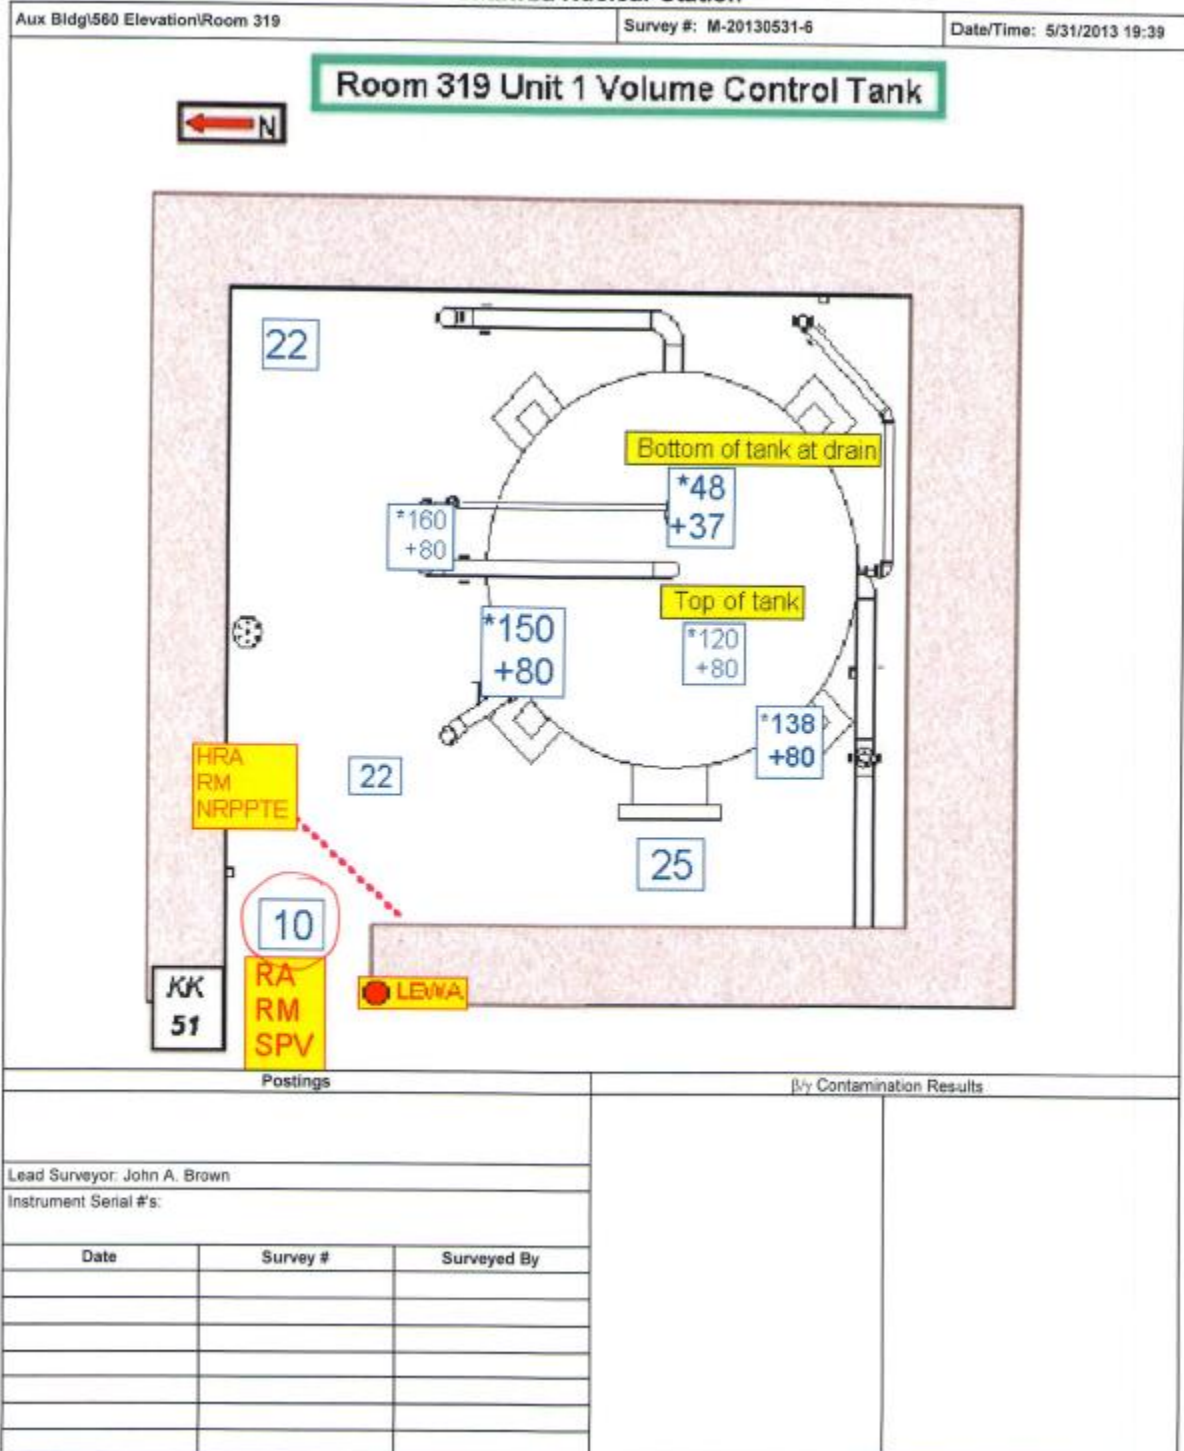 Nuclear Station
Aux Bldg\560 Elevation\Room 319
Survey #: M-20130531-6
Date/Time: 5/31/2013 19:39
Room 319 Unit 1 Volume Control Tank
N
22
Bottom of tank at drain
*48
+37
*160
+80
Top of tank
*150
+80
*120
+80
*138
+80
HRA
RM
NRPPTE
22
25
10
RA
RM
SPV
LEWA
KK
51
Postings
β/γ Contamination Results
Lead Surveyor: John A. Brown
Instrument Serial #'s:
Date
Survey #
Surveyed By